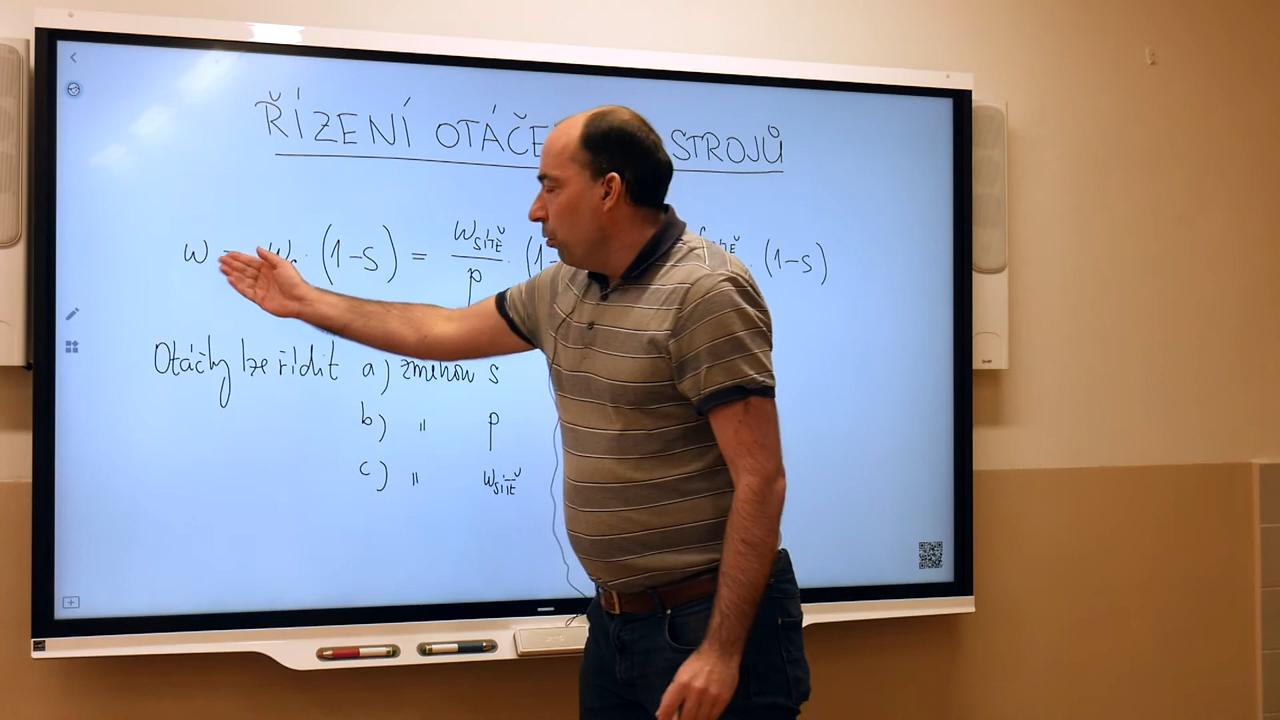 ŘÍZENÍ OTÁČE STROJŮ
ω = ω · (1-s) = ω_SÍTĚ / p · (1- · (1-s)
Otáčky lze řídit a) změnou s
b) " p
c) " ω_SÍTĚ